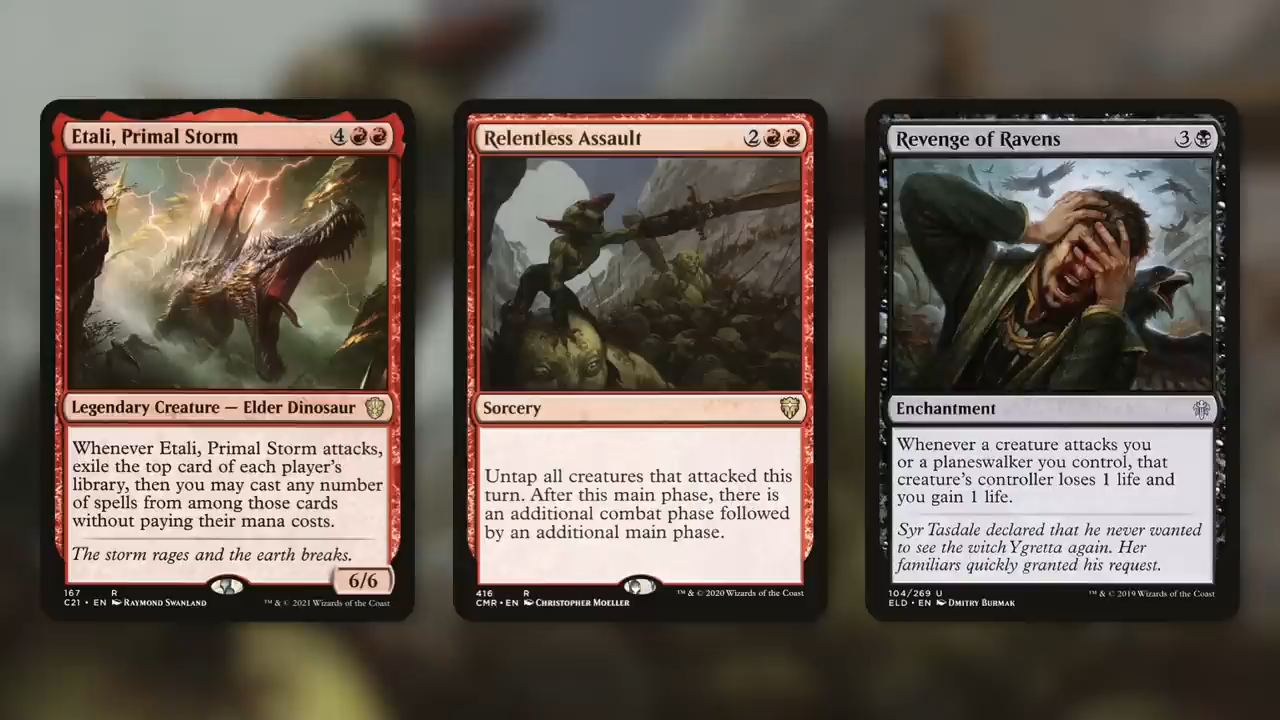 Etali, Primal Storm 4
Legendary Creature — Elder Dinosaur
Whenever Etali, Primal Storm attacks,
exile the top card of each player's
library, then you may cast any number
of spells from among those cards
without paying their mana costs.
The storm rages and the earth breaks.
6/6
167 R
C21 • EN Raymond Swanland ™ & © 2021 Wizards of the Coast
Relentless Assault 2
Sorcery
Untap all creatures that attacked this
turn. After this main phase, there is
an additional combat phase followed
by an additional main phase.
416 R
CMR • EN Christopher Moeller ™ & © 2020 Wizards of the Coast
Revenge of Ravens 3
Enchantment
Whenever a creature attacks you
or a planeswalker you control, that
creature's controller loses 1 life and
you gain 1 life.
Syr Tasdale declared that he never wanted
to see the witch Ygretta again. Her
familiars quickly granted his request.
104/269 U
ELD • EN Dmitry Burmak ™ & © 2019 Wizards of the Coast